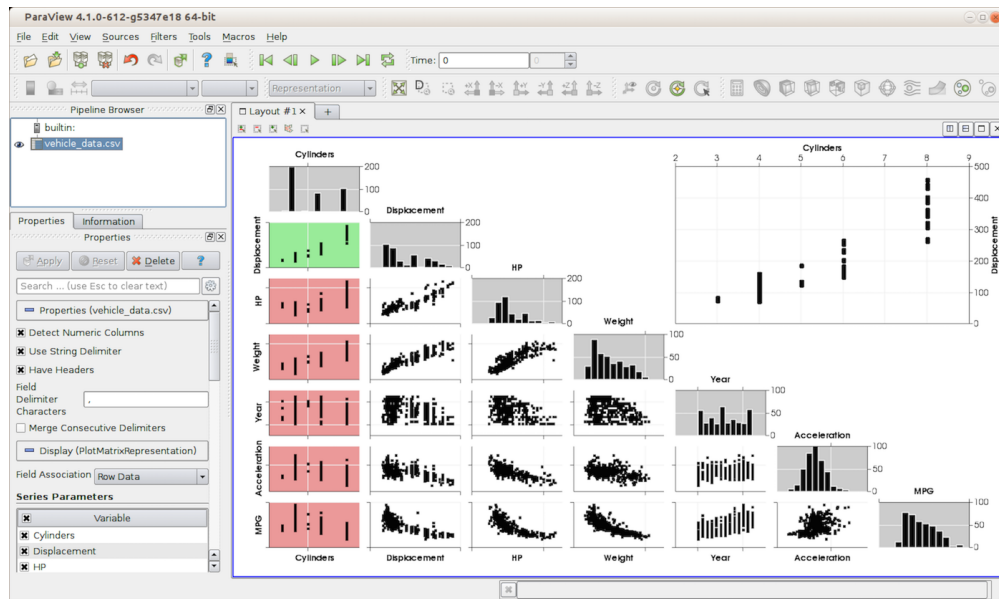 ParaView 4.1.0-612-g5347e18 64-bit
File Edit View Sources Filters Tools Macros Help
Time: 0 0
Representation
Pipeline Browser
builtin:
vehicle_data.csv
Properties Information
Properties
Apply Reset Delete ?
Search ... (use Esc to clear text)
Properties (vehicle_data.csv)
Detect Numeric Columns
Use String Delimiter
Have Headers
Field
Delimiter ,
Characters
Merge Consecutive Delimiters
Display (PlotMatrixRepresentation)
Field Association Row Data
Series Parameters
Variable
Cylinders
Displacement
HP
Layout #1 +
Cylinders
200
100
0
Displacement
Displacement
200
100
0
HP
HP
200
100
0
Weight
Weight
100
50
0
Year
Year
100
50
0
Acceleration
Acceleration
100
50
0
MPG
MPG
100
50
0
Cylinders Displacement HP Weight Year Acceleration
Cylinders
2 3 4 5 6 7 8 9
500
400
300
200
100
0
Displacement